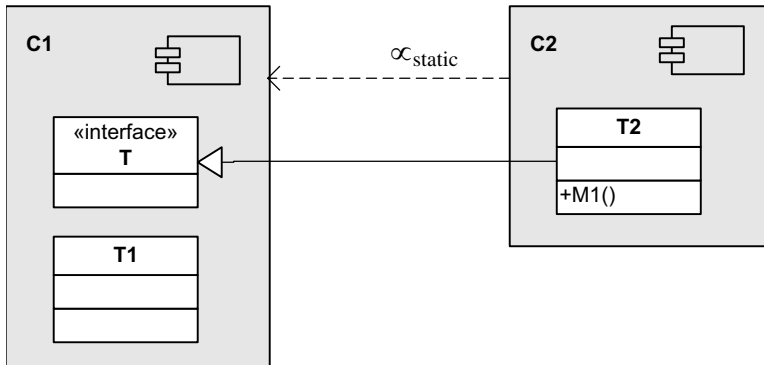 C1
C2
∝static
«interface»
T
T2
+M1()
T1